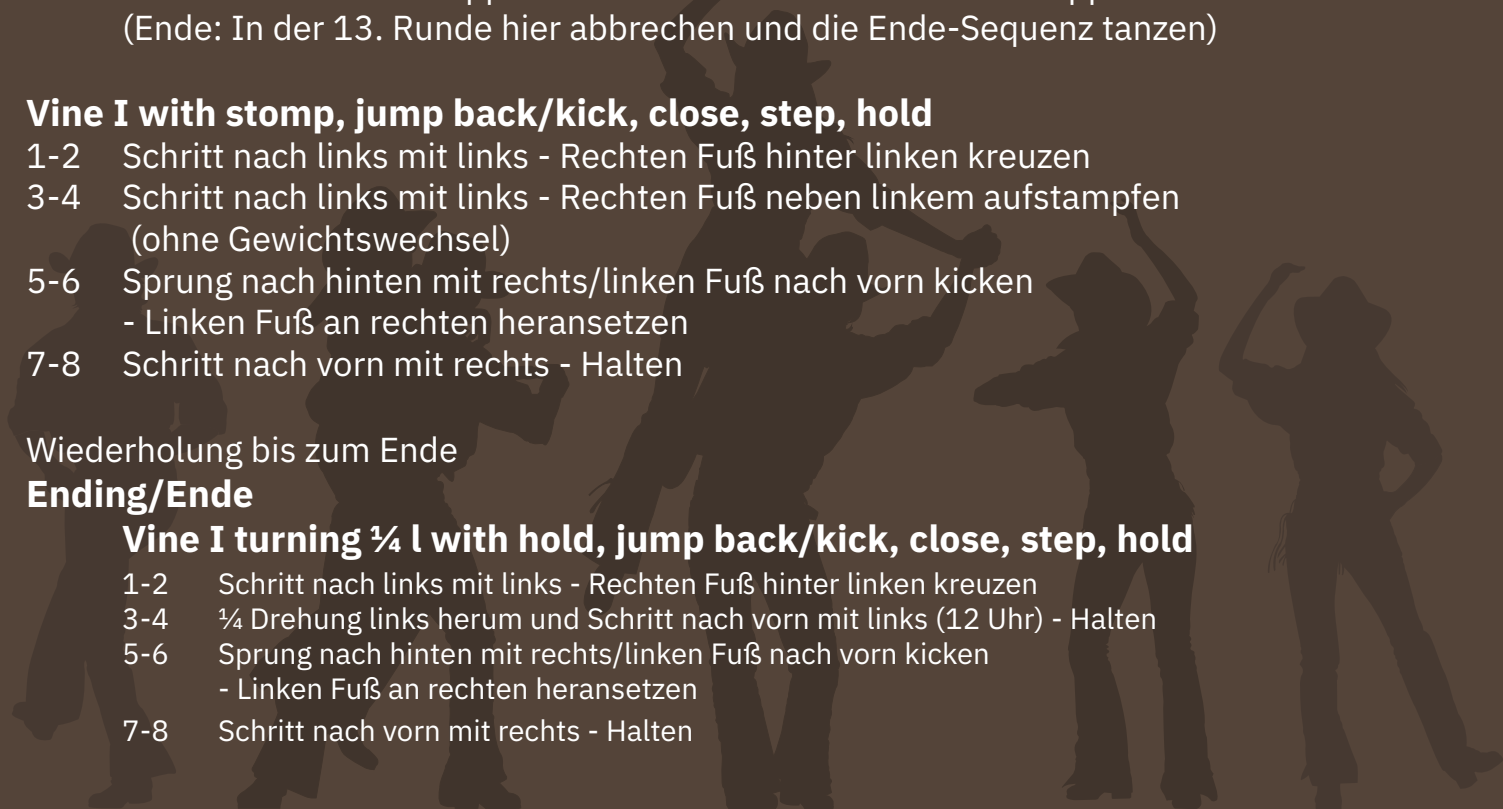 (Ende: In der 13. Runde hier abbrechen und die Ende-Sequenz tanzen)
Vine I with stomp, jump back/kick, close, step, hold
1-2 Schritt nach links mit links - Rechten Fuß hinter linken kreuzen
3-4 Schritt nach links mit links - Rechten Fuß neben linkem aufstampfen
(ohne Gewichtswechsel)
5-6 Sprung nach hinten mit rechts/linken Fuß nach vorn kicken
- Linken Fuß an rechten heransetzen
7-8 Schritt nach vorn mit rechts - Halten
Wiederholung bis zum Ende
Ending/Ende
Vine I turning ¼ l with hold, jump back/kick, close, step, hold
1-2 Schritt nach links mit links - Rechten Fuß hinter linken kreuzen
3-4 ¼ Drehung links herum und Schritt nach vorn mit links (12 Uhr) - Halten
5-6 Sprung nach hinten mit rechts/linken Fuß nach vorn kicken
- Linken Fuß an rechten heransetzen
7-8 Schritt nach vorn mit rechts - Halten